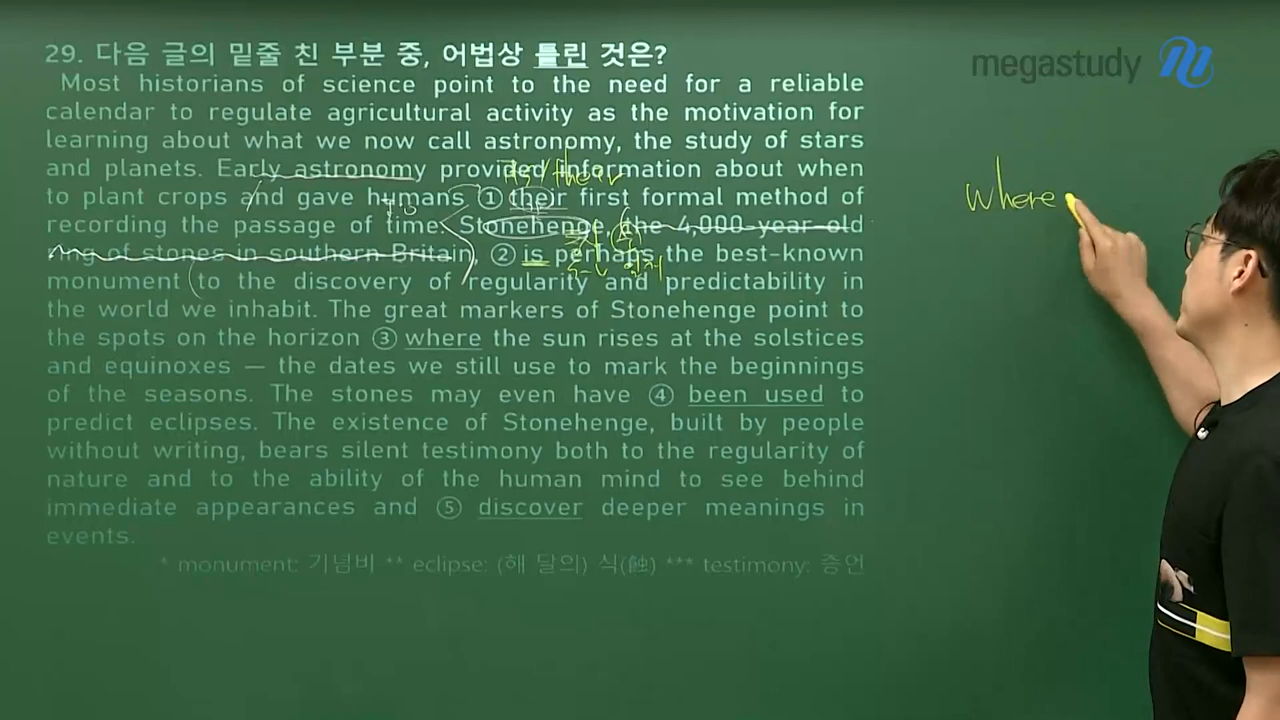 29. 다음 글의 밑줄 친 부분 중, 어법상 틀린 것은?
megastudy
Most historians of science point to the need for a reliable
calendar to regulate agricultural activity as the motivation for
learning about what we now call astronomy, the study of stars
and planets. Early astronomy provided information about when
to plant crops and gave humans ① their first formal method of
recording the passage of time. Stonehenge, the 4,000-year-old
ring of stones in southern Britain, ② is perhaps the best-known
monument to the discovery of regularity and predictability in
the world we inhabit. The great markers of Stonehenge point to
the spots on the horizon ③ where the sun rises at the solstices
and equinoxes — the dates we still use to mark the beginnings
of the seasons. The stones may even have ④ been used to
predict eclipses. The existence of Stonehenge, built by people
without writing, bears silent testimony both to the regularity of
nature and to the ability of the human mind to see behind
immediate appearances and ⑤ discover deeper meanings in
events.
* monument: 기념비 ** eclipse: (해 달의) 식(蝕) *** testimony: 증언
where